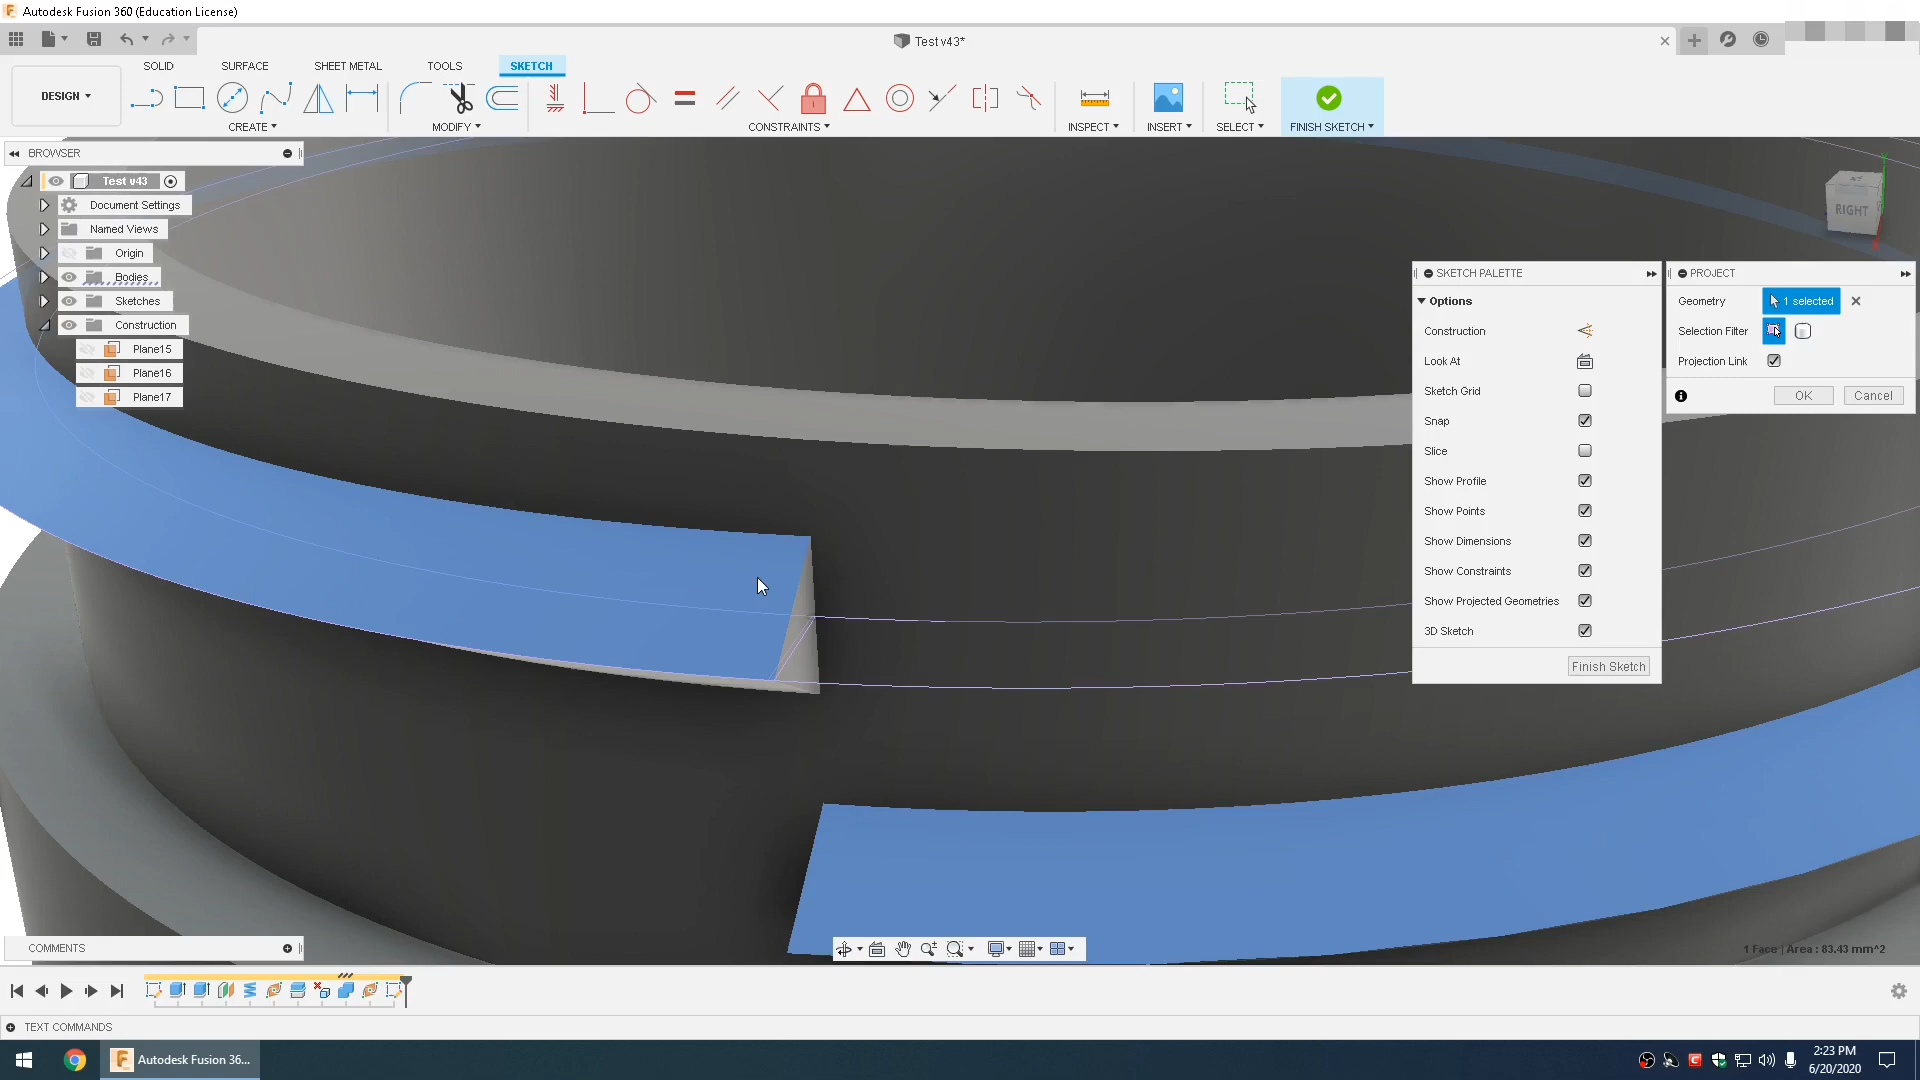 Autodesk Fusion 360 (Education License)
Test v43*
SOLID
SURFACE
SHEET METAL
TOOLS
SKETCH
DESIGN
CREATE
MODIFY
CONSTRAINTS
INSPECT
INSERT
SELECT
FINISH SKETCH
BROWSER
Test v43
Document Settings
Named Views
Origin
Bodies
Sketches
Construction
Plane15
Plane16
Plane17
RIGHT
SKETCH PALETTE
Options
Construction
Look At
Sketch Grid
Snap
Slice
Show Profile
Show Points
Show Dimensions
Show Constraints
Show Projected Geometries
3D Sketch
Finish Sketch
PROJECT
Geometry
1 selected
Selection Filter
Projection Link
OK
Cancel
COMMENTS
1 Face | Area : 83.43 mm^2
TEXT COMMANDS
Autodesk Fusion 36...
2:23 PM
6/20/2020